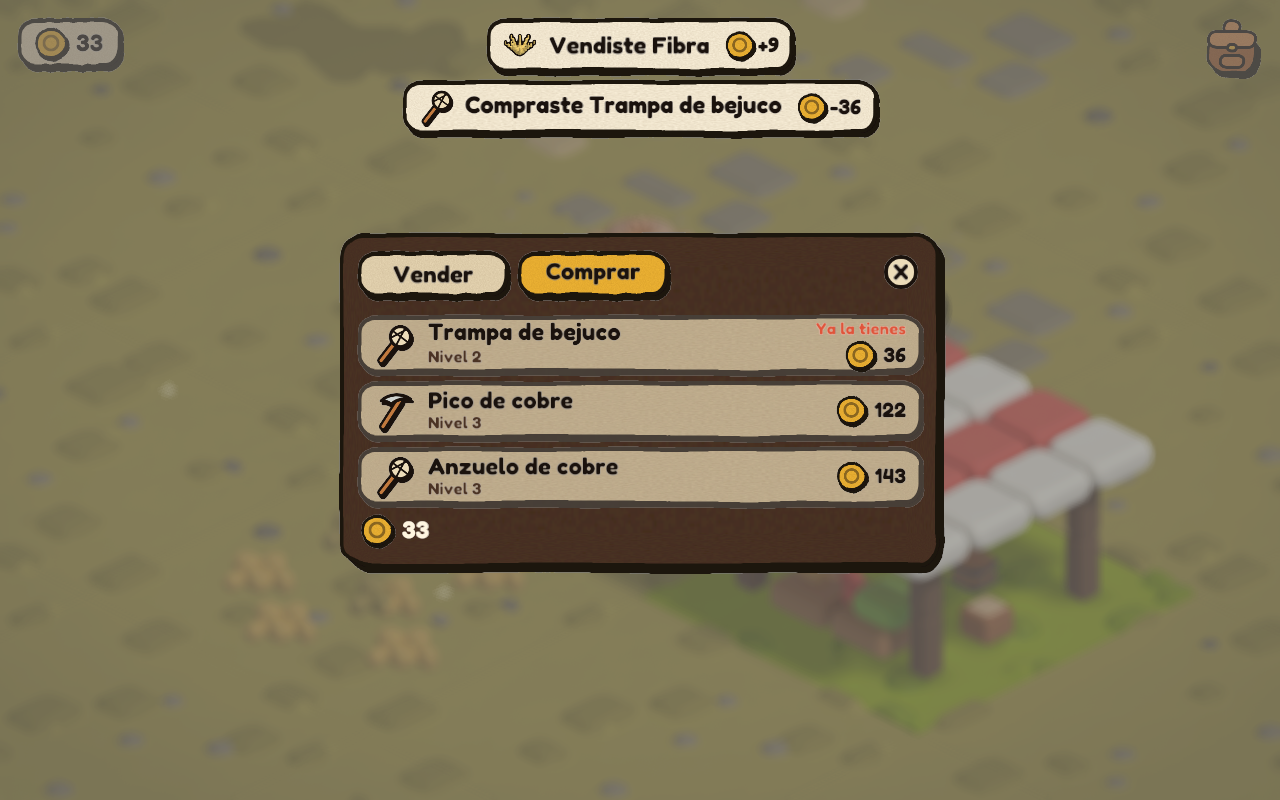 33
Vendiste Fibra +9
Compraste Trampa de bejuco -36
Vender Comprar
Trampa de bejuco
Nivel 2
Ya la tienes
36
Pico de cobre
Nivel 3
122
Anzuelo de cobre
Nivel 3
143
33